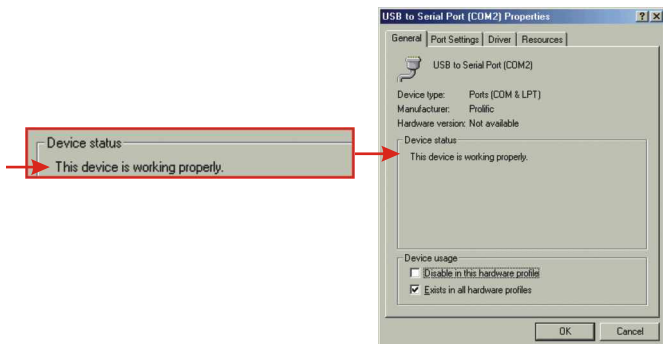 Device status
This device is working properly.
USB to Serial Port (COM2) Properties
General Port Settings Driver Resources
USB to Serial Port (COM2)
Device type: Ports (COM & LPT)
Manufacturer: Prolific
Hardware version: Not available
Device status
This device is working properly.
Device usage
Disable in this hardware profile
Exists in all hardware profiles
OK Cancel